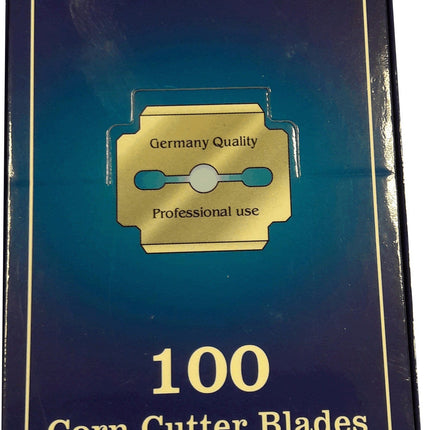 Germany Quality
Professional use
100
Corn Cutter Blades